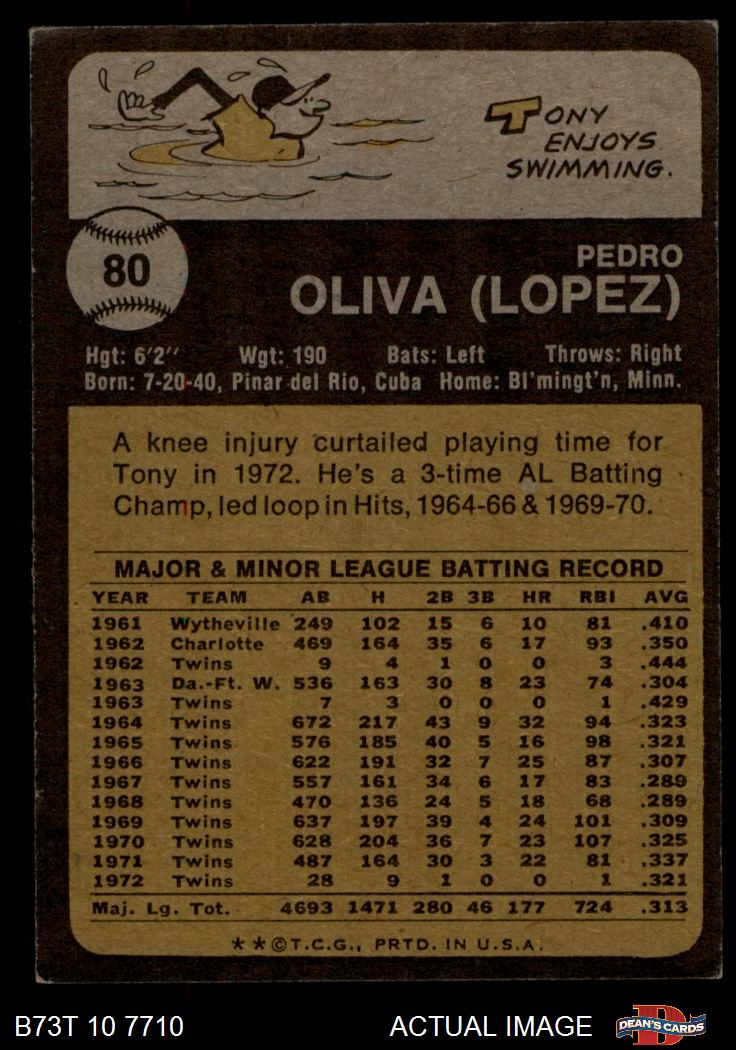 TONY
ENJOYS
SWIMMING.
80
PEDRO
OLIVA (LOPEZ)
Hgt: 6'2" Wgt: 190 Bats: Left Throws: Right
Born: 7-20-40, Pinar del Rio, Cuba Home: Bl'mingt'n, Minn.
A knee injury curtailed playing time for
Tony in 1972. He's a 3-time AL Batting
Champ, led loop in Hits, 1964-66 & 1969-70.
MAJOR & MINOR LEAGUE BATTING RECORD
YEAR TEAM AB H 2B 3B HR RBI AVG
1961 Wytheville 249 102 15 6 10 81 .410
1962 Charlotte 469 164 35 6 17 93 .350
1962 Twins 9 4 1 0 0 3 .444
1963 Da.-Ft. W. 536 163 30 8 23 74 .304
1963 Twins 7 3 0 0 0 1 .429
1964 Twins 672 217 43 9 32 94 .323
1965 Twins 576 185 40 5 16 98 .321
1966 Twins 622 191 32 7 25 87 .307
1967 Twins 557 161 34 6 17 83 .289
1968 Twins 470 136 24 5 18 68 .289
1969 Twins 637 197 39 4 24 101 .309
1970 Twins 628 204 36 7 23 107 .325
1971 Twins 487 164 30 3 22 81 .337
1972 Twins 28 9 1 0 0 1 .321
Maj. Lg. Tot. 4693 1471 280 46 177 724 .313
**©T.C.G., PRTD. IN U.S.A.
B73T 10 7710 ACTUAL IMAGE D DEAN'S CARDS